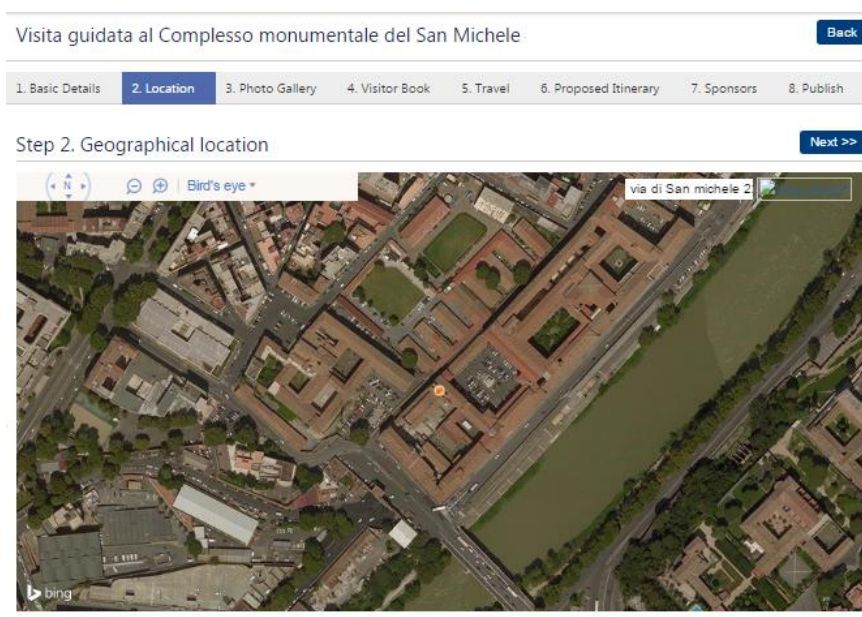 Visita guidata al Complesso monumentale del San Michele
Back
1. Basic Details 2. Location 3. Photo Gallery 4. Visitor Book 5. Travel 6. Proposed Itinerary 7. Sponsors 8. Publish
Step 2. Geographical location
Next >>
N Bird's eye
via di San michele 2
bing